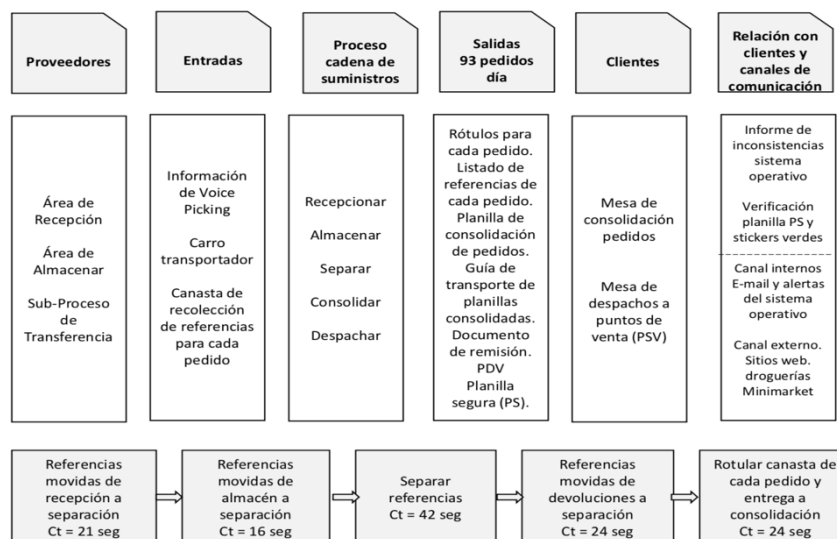 Proveedores
Entradas
Proceso
cadena de
suministros
Salidas
93 pedidos
día
Clientes
Relación con
clientes y
canales de
comunicación
Área de
Recepción
Área de
Almacenar
Sub-Proceso
de
Transferencia
Información
de Voice
Picking
Carro
transportador
Canasta de
recolección
de referencias
para cada
pedido
Recepcionar
Almacenar
Separar
Consolidar
Despachar
Rótulos para
cada pedido.
Listado de
referencias de
cada pedido.
Planilla de
consolidación
de pedidos.
Guía de
transporte de
planillas
consolidadas.
Documento
de remisión.
PDV
Planilla
segura (PS).
Mesa de
consolidación
pedidos
Mesa de
despachos a
puntos de
venta (PSV)
Informe de
inconsistencias
sistema
operativo
Verificación
planilla PS y
stickers verdes
Canal internos
E-mail y alertas
del sistema
operativo
Canal externo.
Sitios web.
droguerías
Minimarket
Referencias
movidas de
recepción a
separación
Ct = 21 seg
Referencias
movidas de
almacén a
separación
Ct = 16 seg
Separar
referencias
Ct = 42 seg
Referencias
movidas de
devoluciones a
separación
Ct = 24 seg
Rotular canasta de
cada pedido y
entrega a
consolidación
Ct = 24 seg